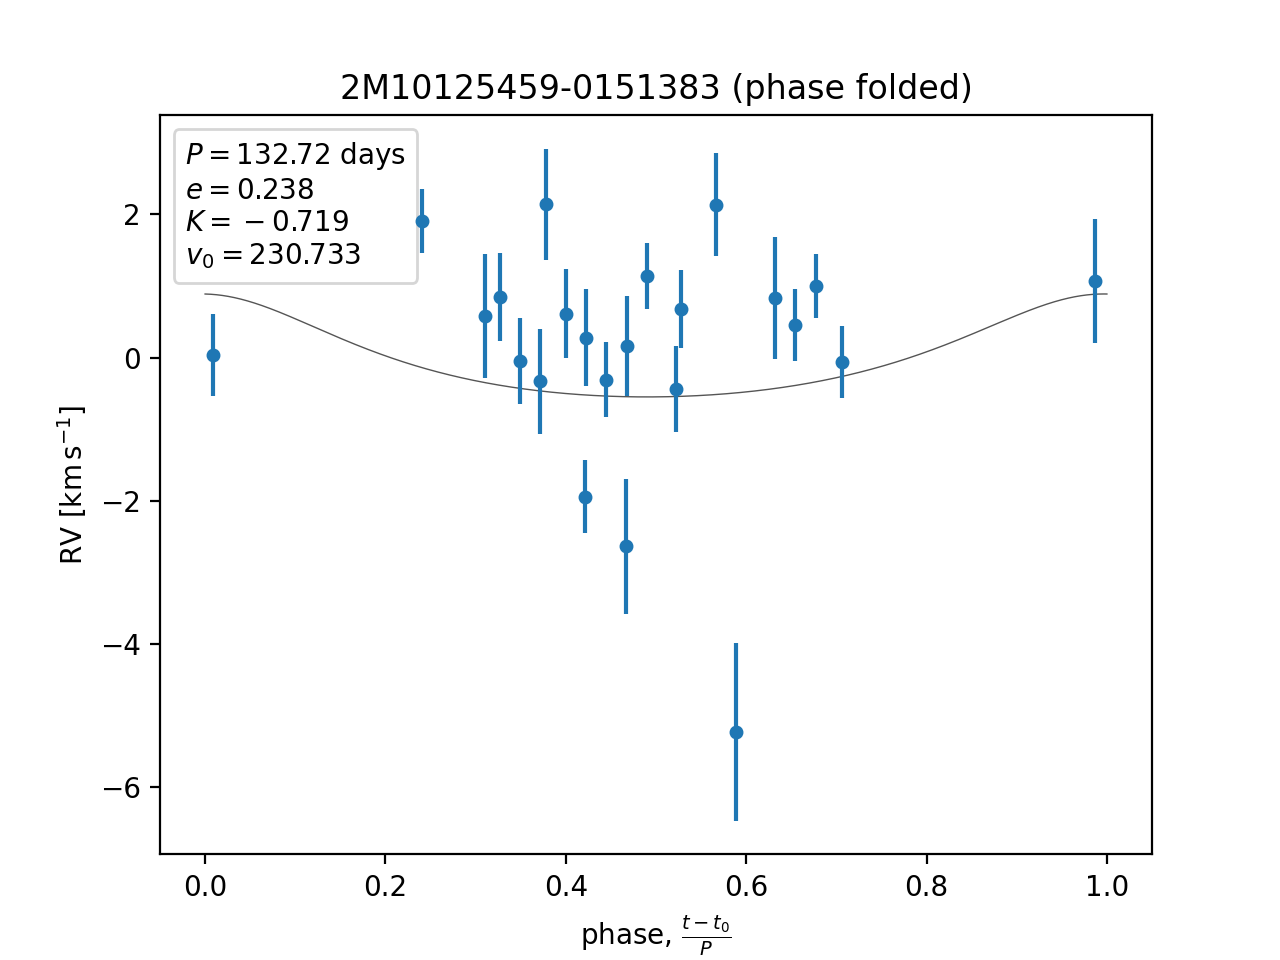 2M10125459-0151383 (phase folded)
P = 132.72 days
e = 0.238
K = −0.719
v₀ = 230.733
2
0
−2
−4
−6
RV [km s⁻¹]
0.0 0.2 0.4 0.6 0.8 1.0
phase, (t − t₀)/P